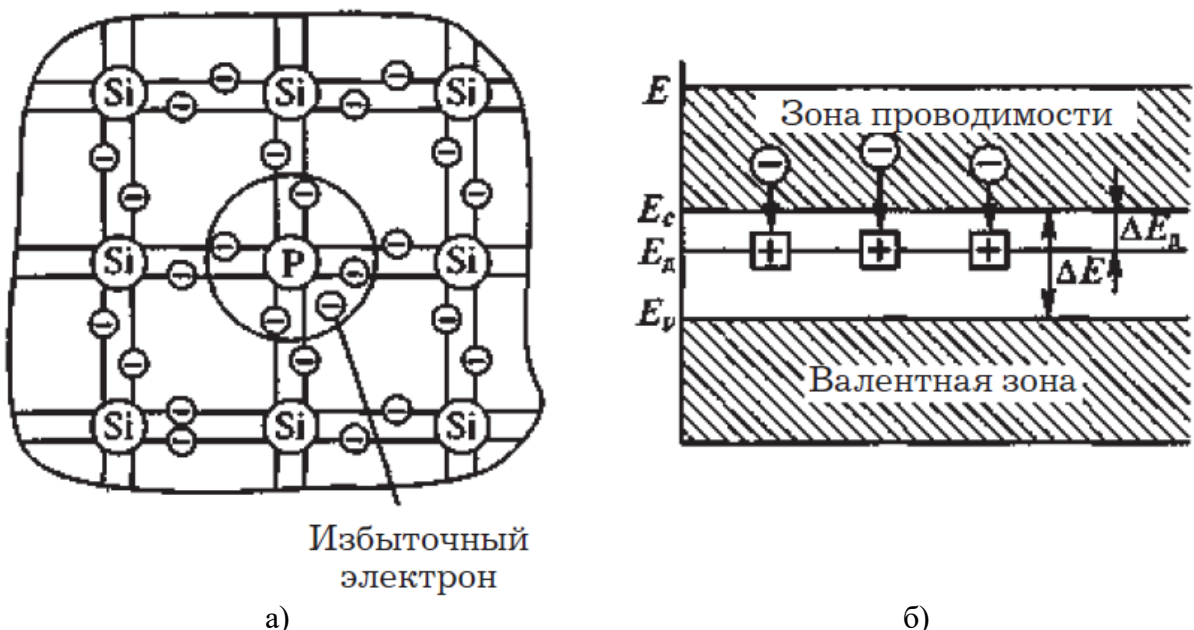 Si Si Si
Si P Si
Si Si Si
Избыточный
электрон
а)
E
Зона проводимости
E_c
E_д
E_v
ΔE_д
ΔE
Валентная зона
б)